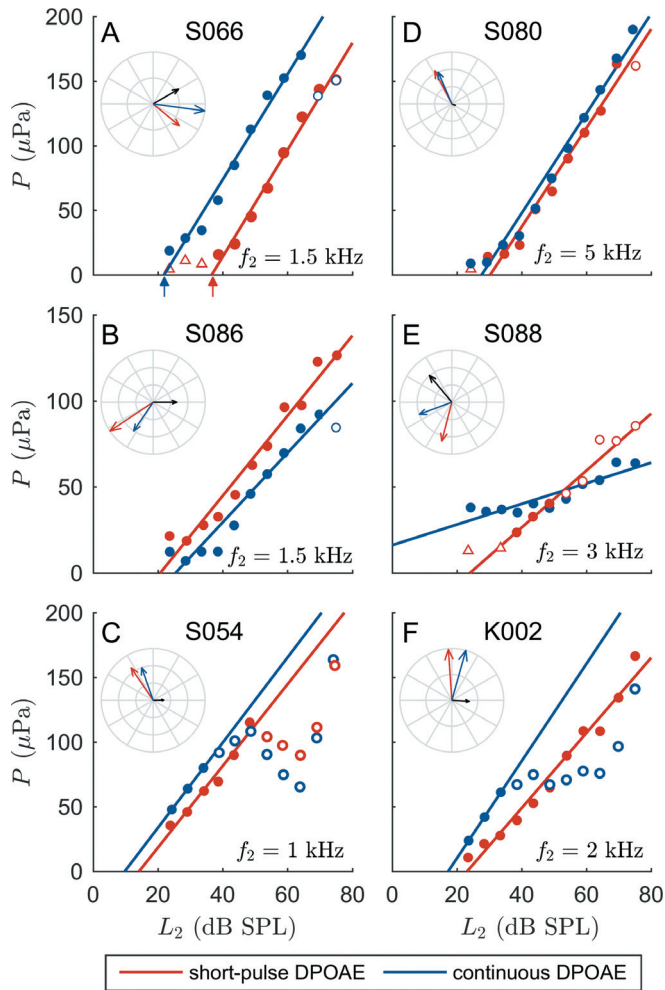 A S066
200
150
100
50
0
P (μPa)
f₂ = 1.5 kHz
D S080
f₂ = 5 kHz
B S086
150
100
50
0
P (μPa)
f₂ = 1.5 kHz
E S088
f₂ = 3 kHz
C S054
200
150
100
50
0
P (μPa)
f₂ = 1 kHz
0 20 40 60 80
L₂ (dB SPL)
F K002
f₂ = 2 kHz
0 20 40 60 80
L₂ (dB SPL)
short-pulse DPOAE continuous DPOAE